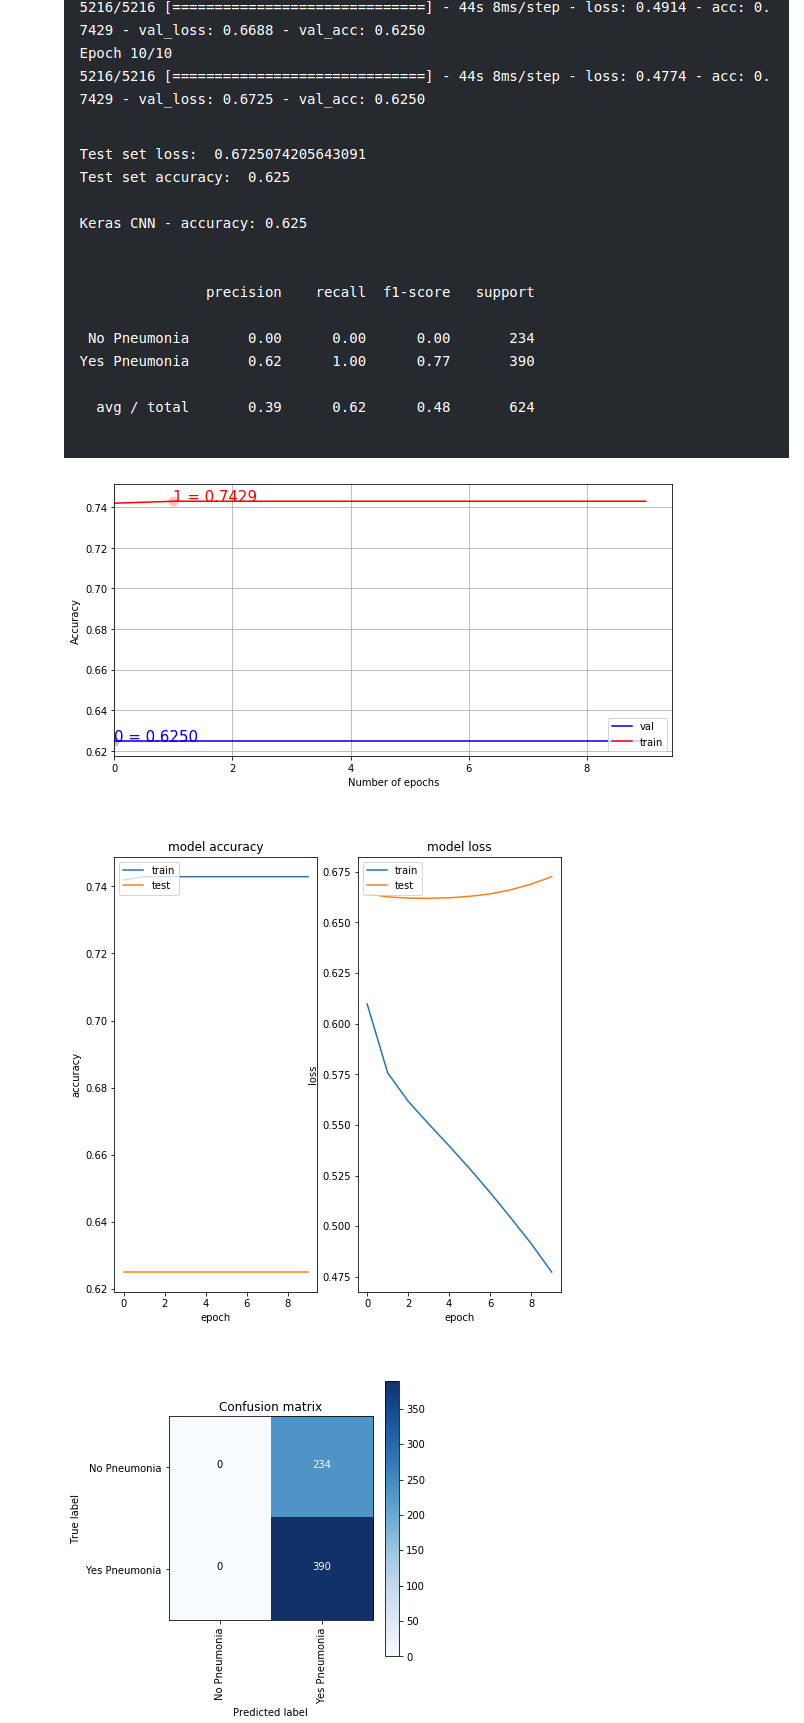 5216/5216 [==============================] - 44s 8ms/step - loss: 0.4914 - acc: 0.
7429 - val_loss: 0.6688 - val_acc: 0.6250
Epoch 10/10
5216/5216 [==============================] - 44s 8ms/step - loss: 0.4774 - acc: 0.
7429 - val_loss: 0.6725 - val_acc: 0.6250
Test set loss:  0.6725074205643091
Test set accuracy:  0.625
Keras CNN - accuracy: 0.625
precision    recall  f1-score   support
No Pneumonia       0.00      0.00      0.00       234
Yes Pneumonia       0.62      1.00      0.77       390
avg / total       0.39      0.62      0.48       624
1 = 0.7429
0.74
0.72
0.70
0.68
0.66
0.64
0.62
Accuracy
0 = 0.6250
val
train
0 2 4 6 8
Number of epochs
model accuracy
train
test
0.74
0.72
0.70
0.68
0.66
0.64
0.62
accuracy
0 2 4 6 8
epoch
model loss
train
test
0.675
0.650
0.625
0.600
0.575
0.550
0.525
0.500
0.475
loss
0 2 4 6 8
epoch
Confusion matrix
No Pneumonia
0 234
Yes Pneumonia
0 390
True label
No Pneumonia
Yes Pneumonia
Predicted label
350
300
250
200
150
100
50
0